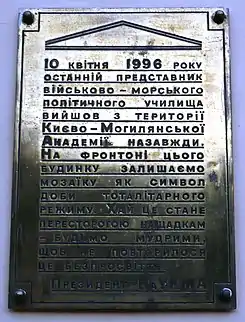 10 квітня 1996 року
останній представник
військово-морського
політичного училища
вийшов з території
Києво-Могилянської
Академії назавжди.
На фронтоні цього
будинку залишаємо
мозаїку як символ
доби тоталітарного
режиму. Хай це стане
пересторогою нащадкам
-будьмо мудрими,
щоб не повторилося
це безпросвіття.
Президент НаУКМА